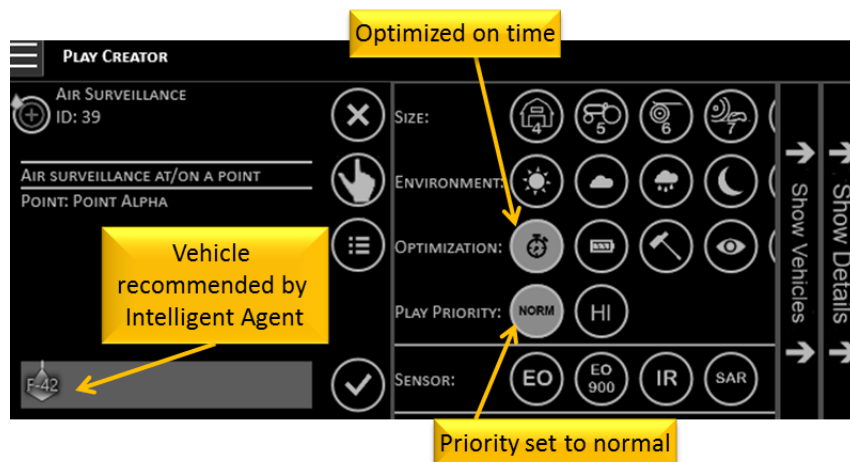 Optimized on time
PLAY CREATOR
AIR SURVEILLANCE
ID: 39
AIR SURVEILLANCE AT/ON A POINT
POINT: POINT ALPHA
Vehicle
recommended by
Intelligent Agent
F-42
SIZE:
4
5
6
7
ENVIRONMENT:
OPTIMIZATION:
PLAY PRIORITY:
NORM
HI
SENSOR:
EO
EO
900
IR
SAR
Show Vehicles
Show Details
Priority set to normal